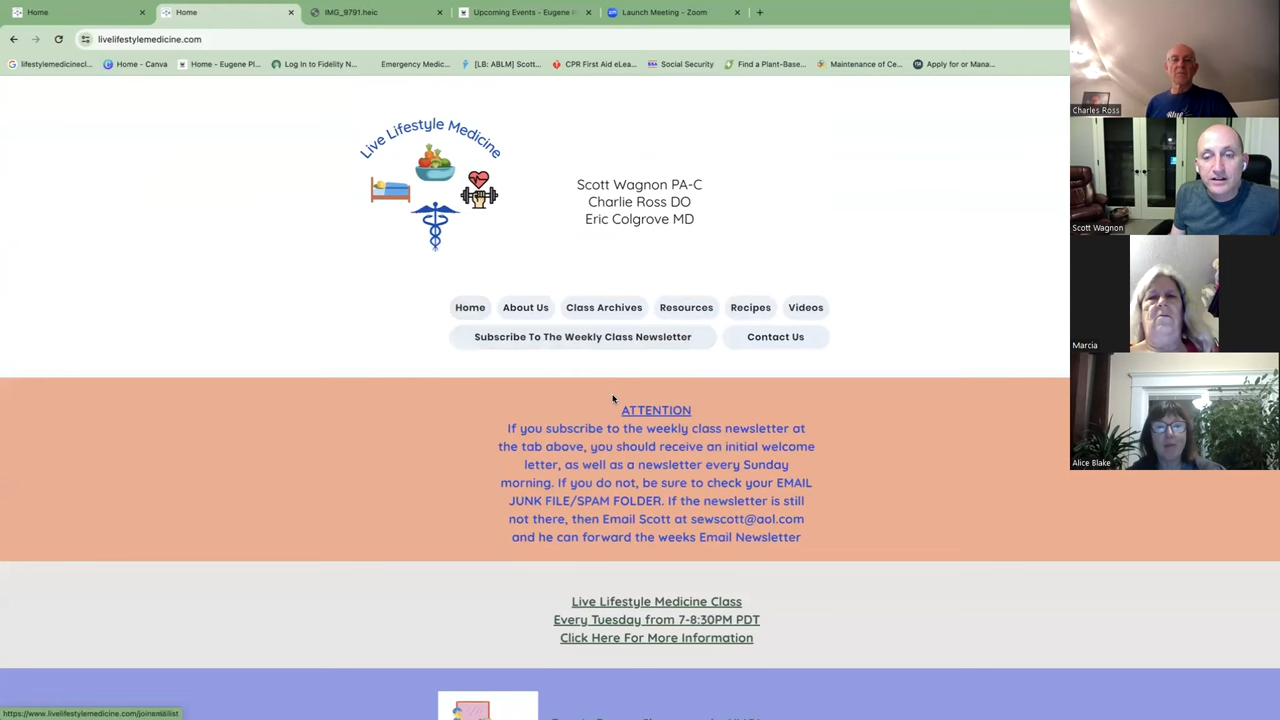 Home
Home
IMG_9791.heic
Upcoming Events - Eugene Pl
Launch Meeting - Zoom
livelifestylemedicine.com
lifestylemedicinecl...
Home - Canva
Home - Eugene Pl...
Log In to Fidelity N...
Emergency Medic...
[LB: ABLM] Scott...
CPR First Aid eLea...
Social Security
Find a Plant-Base...
Maintenance of Ce...
Apply for or Mana...
Live Lifestyle Medicine
Scott Wagnon PA-C
Charlie Ross DO
Eric Colgrove MD
Home
About Us
Class Archives
Resources
Recipes
Videos
Subscribe To The Weekly Class Newsletter
Contact Us
ATTENTION
If you subscribe to the weekly class newsletter at
the tab above, you should receive an initial welcome
letter, as well as a newsletter every Sunday
morning. If you do not, be sure to check your EMAIL
JUNK FILE/SPAM FOLDER. If the newsletter is still
not there, then Email Scott at sewscott@aol.com
and he can forward the weeks Email Newsletter
Live Lifestyle Medicine Class
Every Tuesday from 7-8:30PM PDT
Click Here For More Information
https://www.livelifestylemedicine.com/joinemaillist
Charles Ross
Scott Wagnon
Marcia
Alice Blake